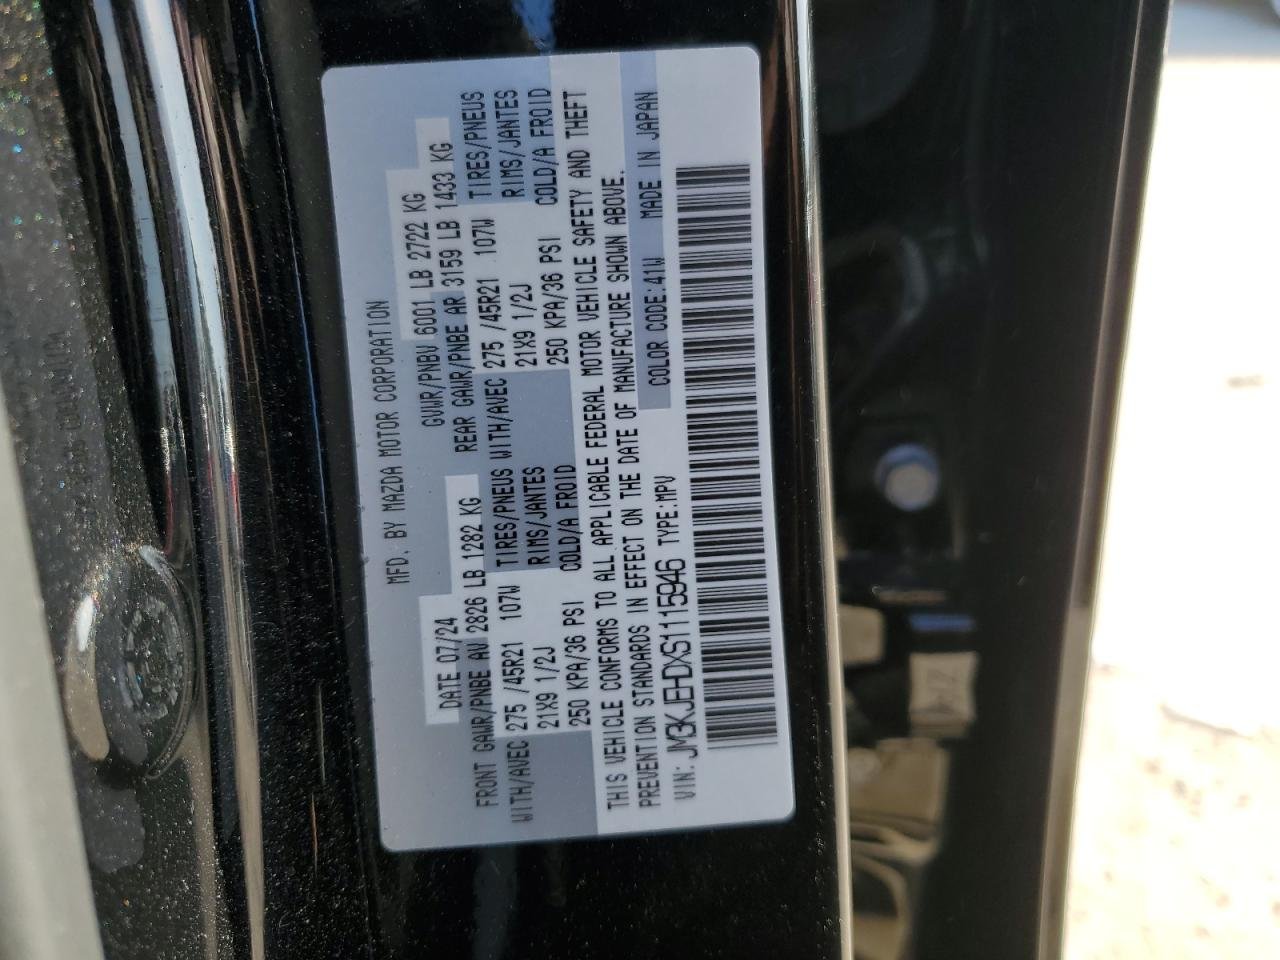 MFD. BY MAZDA MOTOR CORPORATION
DATE 07/24 GVWR/PNBV 6001 LB 2722 KG
FRONT GAWR/PNBE AV 2826 LB 1282 KG REAR GAWR/PNBE AR 3159 LB 1433 KG
WITH/AVEC 275 /45R21 107W TIRES/PNEUS WITH/AVEC 275 /45R21 107W TIRES/PNEUS
21X9 1/2J RIMS/JANTES 21X9 1/2J RIMS/JANTES
250 KPA/36 PSI COLD/A FROID 250 KPA/36 PSI COLD/A FROID
THIS VEHICLE CONFORMS TO ALL APPLICABLE FEDERAL MOTOR VEHICLE SAFETY AND THEFT
PREVENTION STANDARDS IN EFFECT ON THE DATE OF MANUFACTURE SHOWN ABOVE.
VIN: JM3KJEHDXS1115946 TYPE:MPV COLOR CODE:41W MADE IN JAPAN